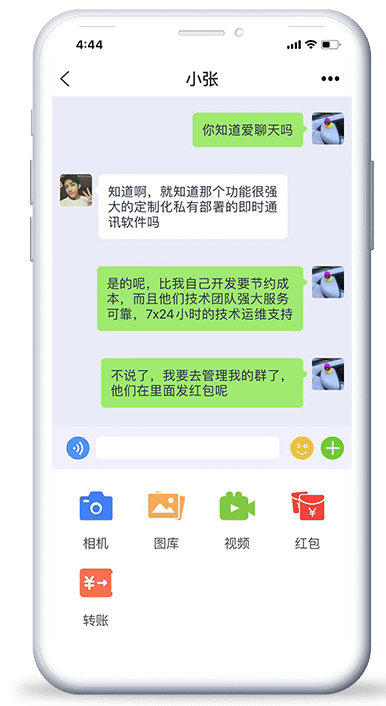 4:44
小张
你知道爱聊天吗
知道啊，就知道那个功能很强
大的定制化私有部署的即时通
讯软件吗
是的呢，比我自己开发要节约成
本，而且他们技术团队强大服务
可靠，7x24小时的技术运维支持
不说了，我要去管理我的群了，
他们在里面发红包呢
相机
图库
视频
红包
转账